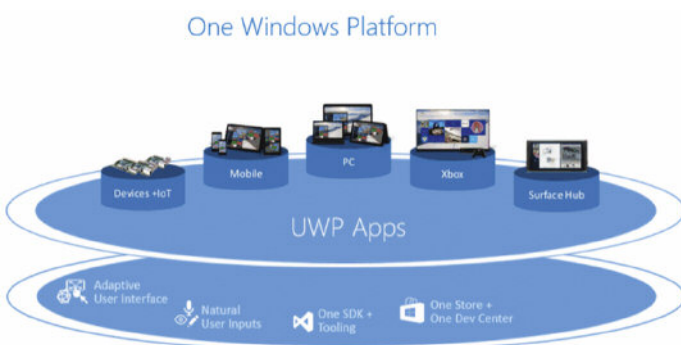 One Windows Platform
Devices +IoT
Mobile
PC
Xbox
Surface Hub
UWP Apps
Adaptive
User Interface
Natural
User Inputs
One SDK +
Tooling
One Store +
One Dev Center